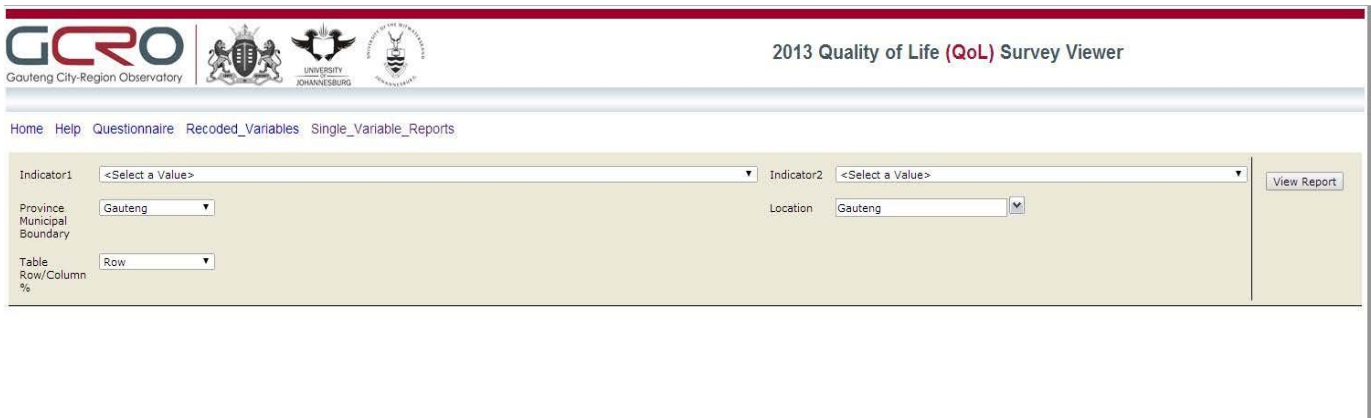 GCRO
Gauteng City-Region Observatory
UNIVERSITY
OF
JOHANNESBURG
2013 Quality of Life (QoL) Survey Viewer
Home Help Questionnaire Recoded_Variables Single_Variable_Reports
Indicator1 <Select a Value> Indicator2 <Select a Value> View Report
Province Municipal Boundary Gauteng Location Gauteng
Table Row/Column % Row